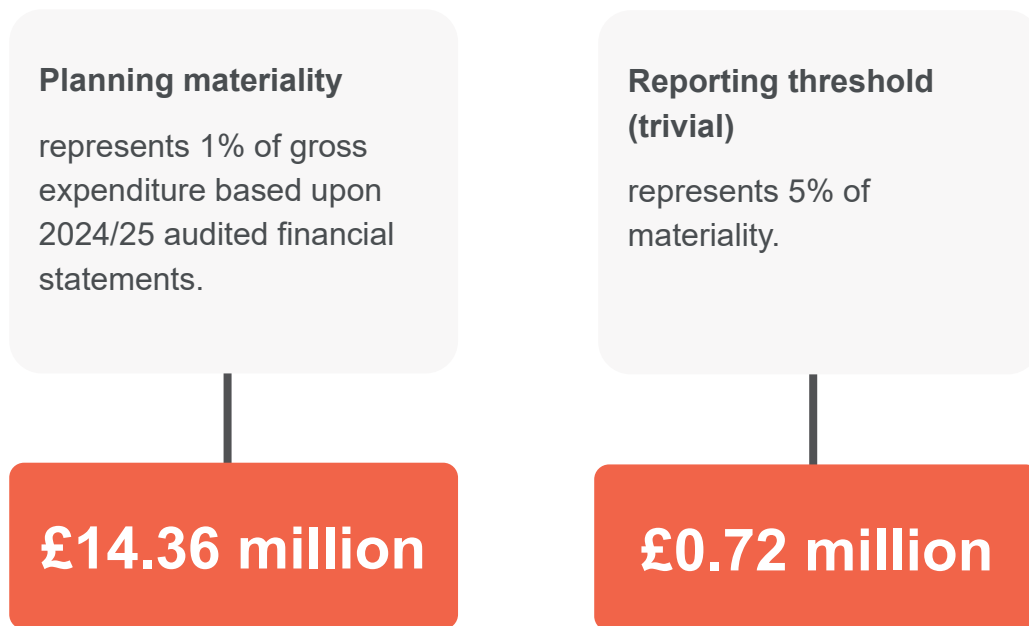 Planning materiality
represents 1% of gross
expenditure based upon
2024/25 audited financial
statements.
£14.36 million
Reporting threshold
(trivial)
represents 5% of
materiality.
£0.72 million